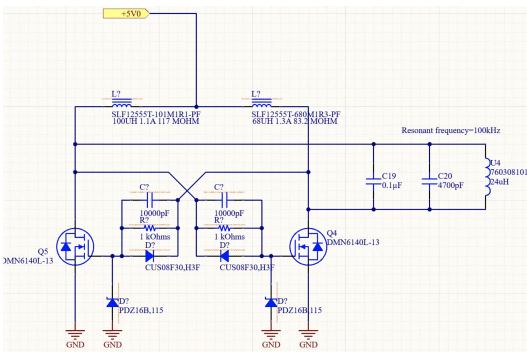 +5V0
L?
L?
SLF12555T-101M1R1-PF
100UH 1.1A 117 MOHM
SLF12555T-680M1R3-PF
68UH 1.3A 83.2 MOHM
Resonant frequency=100kHz
C19
0.1µF
C20
4700pF
U4
760308101
24uH
C?
10000pF
R?
1 kOhms
D?
CUS08F30,H3F
C?
10000pF
R?
1 kOhms
D?
CUS08F30,H3F
Q5
DMN6140L-13
Q4
DMN6140L-13
D?
PDZ16B,115
D?
PDZ16B,115
GND
GND
GND
GND